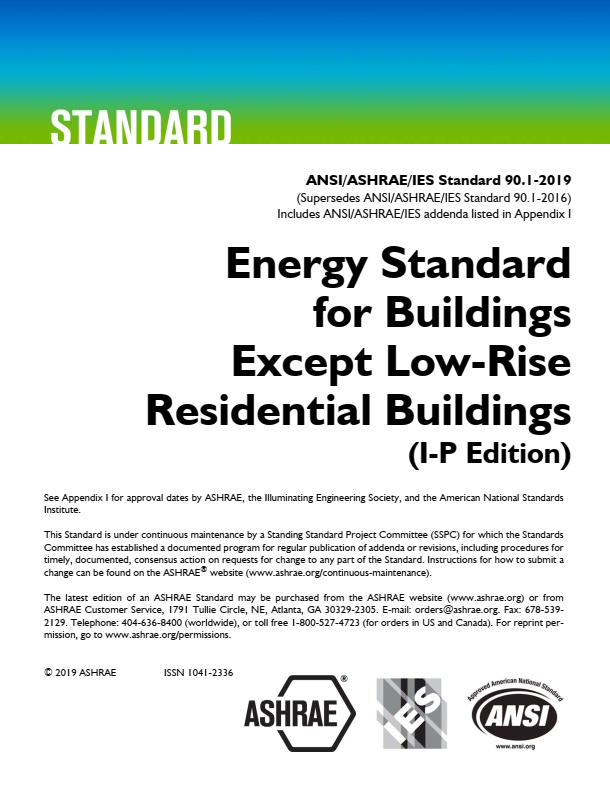 STANDARD
ANSI/ASHRAE/IES Standard 90.1-2019
(Supersedes ANSI/ASHRAE/IES Standard 90.1-2016)
Includes ANSI/ASHRAE/IES addenda listed in Appendix I
Energy Standard
for Buildings
Except Low-Rise
Residential Buildings
(I-P Edition)
See Appendix I for approval dates by ASHRAE, the Illuminating Engineering Society, and the American National Standards
Institute.
This Standard is under continuous maintenance by a Standing Standard Project Committee (SSPC) for which the Standards
Committee has established a documented program for regular publication of addenda or revisions, including procedures for
timely, documented, consensus action on requests for change to any part of the Standard. Instructions for how to submit a
change can be found on the ASHRAE® website (www.ashrae.org/continuous-maintenance).
The latest edition of an ASHRAE Standard may be purchased from the ASHRAE website (www.ashrae.org) or from
ASHRAE Customer Service, 1791 Tullie Circle, NE, Atlanta, GA 30329-2305. E-mail: orders@ashrae.org. Fax: 678-539-
2129. Telephone: 404-636-8400 (worldwide), or toll free 1-800-527-4723 (for orders in US and Canada). For reprint per-
mission, go to www.ashrae.org/permissions.
© 2019 ASHRAE ISSN 1041-2336
ASHRAE ®
IES
Approved American National Standard
ANSI
www.ansi.org